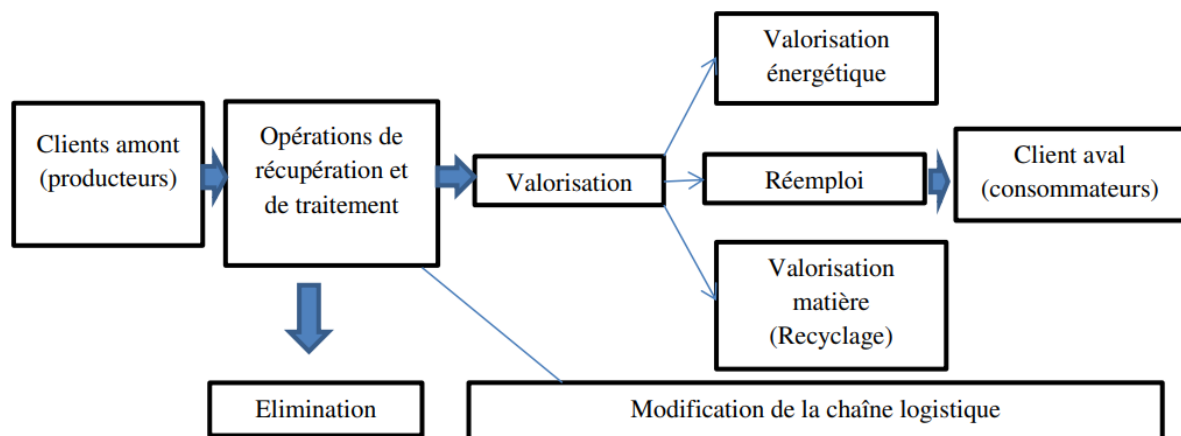 Clients amont
(producteurs)
Opérations de
récupération et
de traitement
Valorisation
Valorisation
énergétique
Réemploi
Valorisation
matière
(Recyclage)
Client aval
(consommateurs)
Elimination
Modification de la chaîne logistique